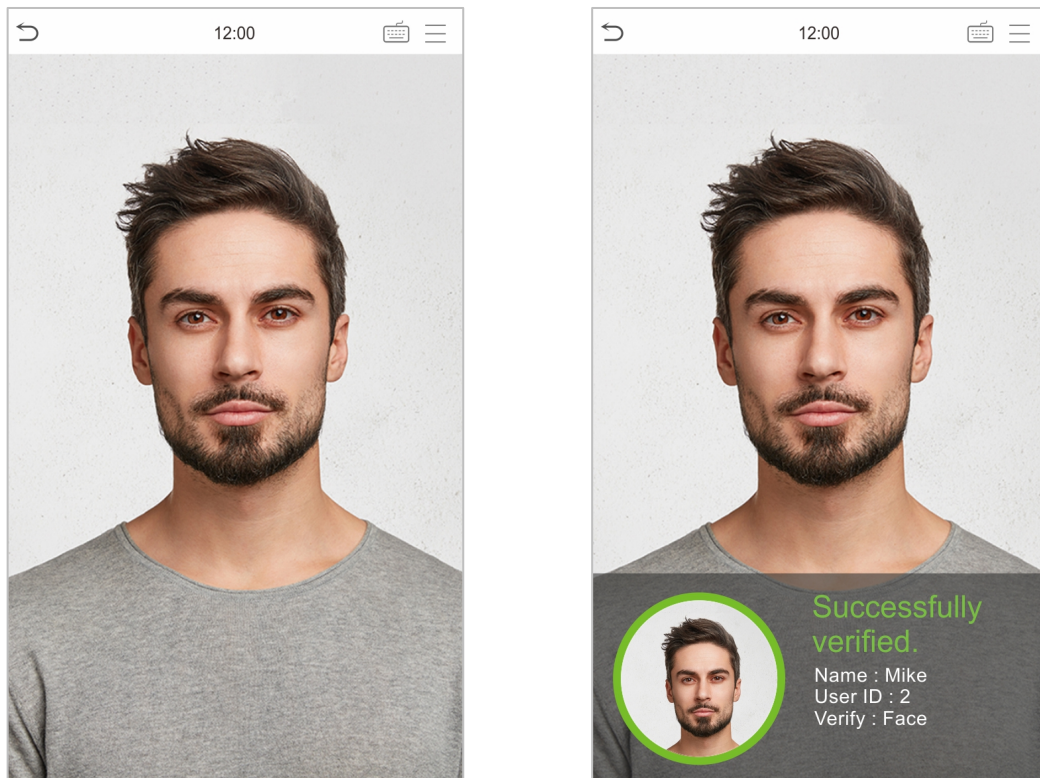 12:00
12:00
Successfully
verified.
Name : Mike
User ID : 2
Verify : Face